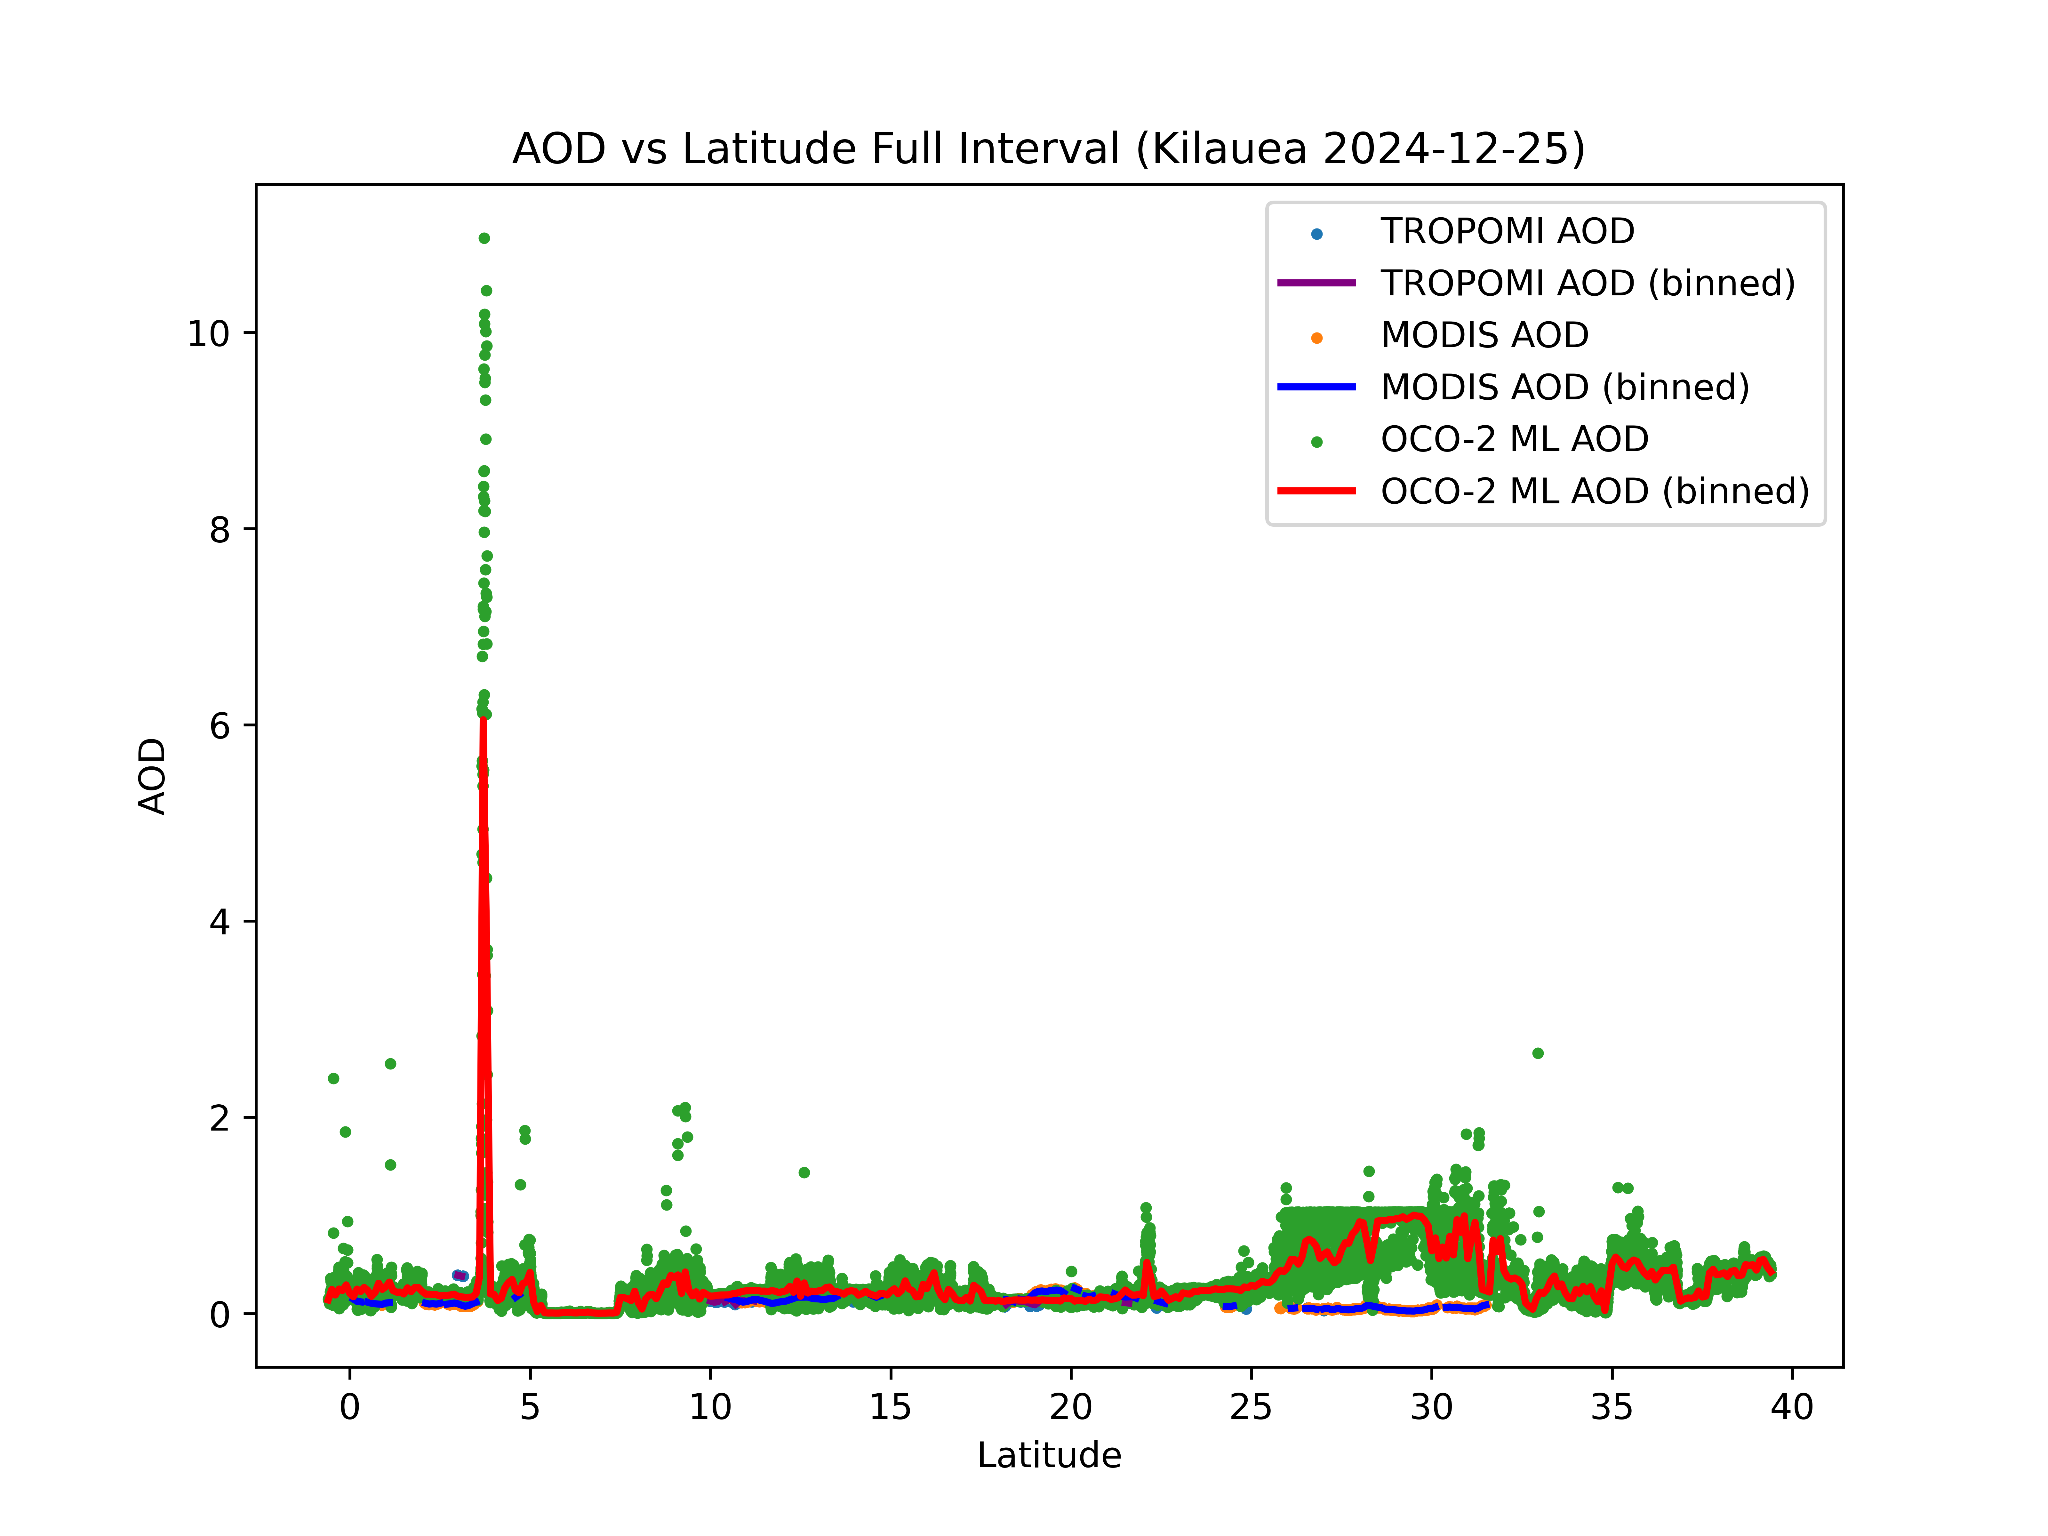 AOD vs Latitude Full Interval (Kilauea 2024-12-25)
TROPOMI AOD
TROPOMI AOD (binned)
MODIS AOD
MODIS AOD (binned)
OCO-2 ML AOD
OCO-2 ML AOD (binned)
10
8
6
4
2
0
AOD
0 5 10 15 20 25 30 35 40
Latitude